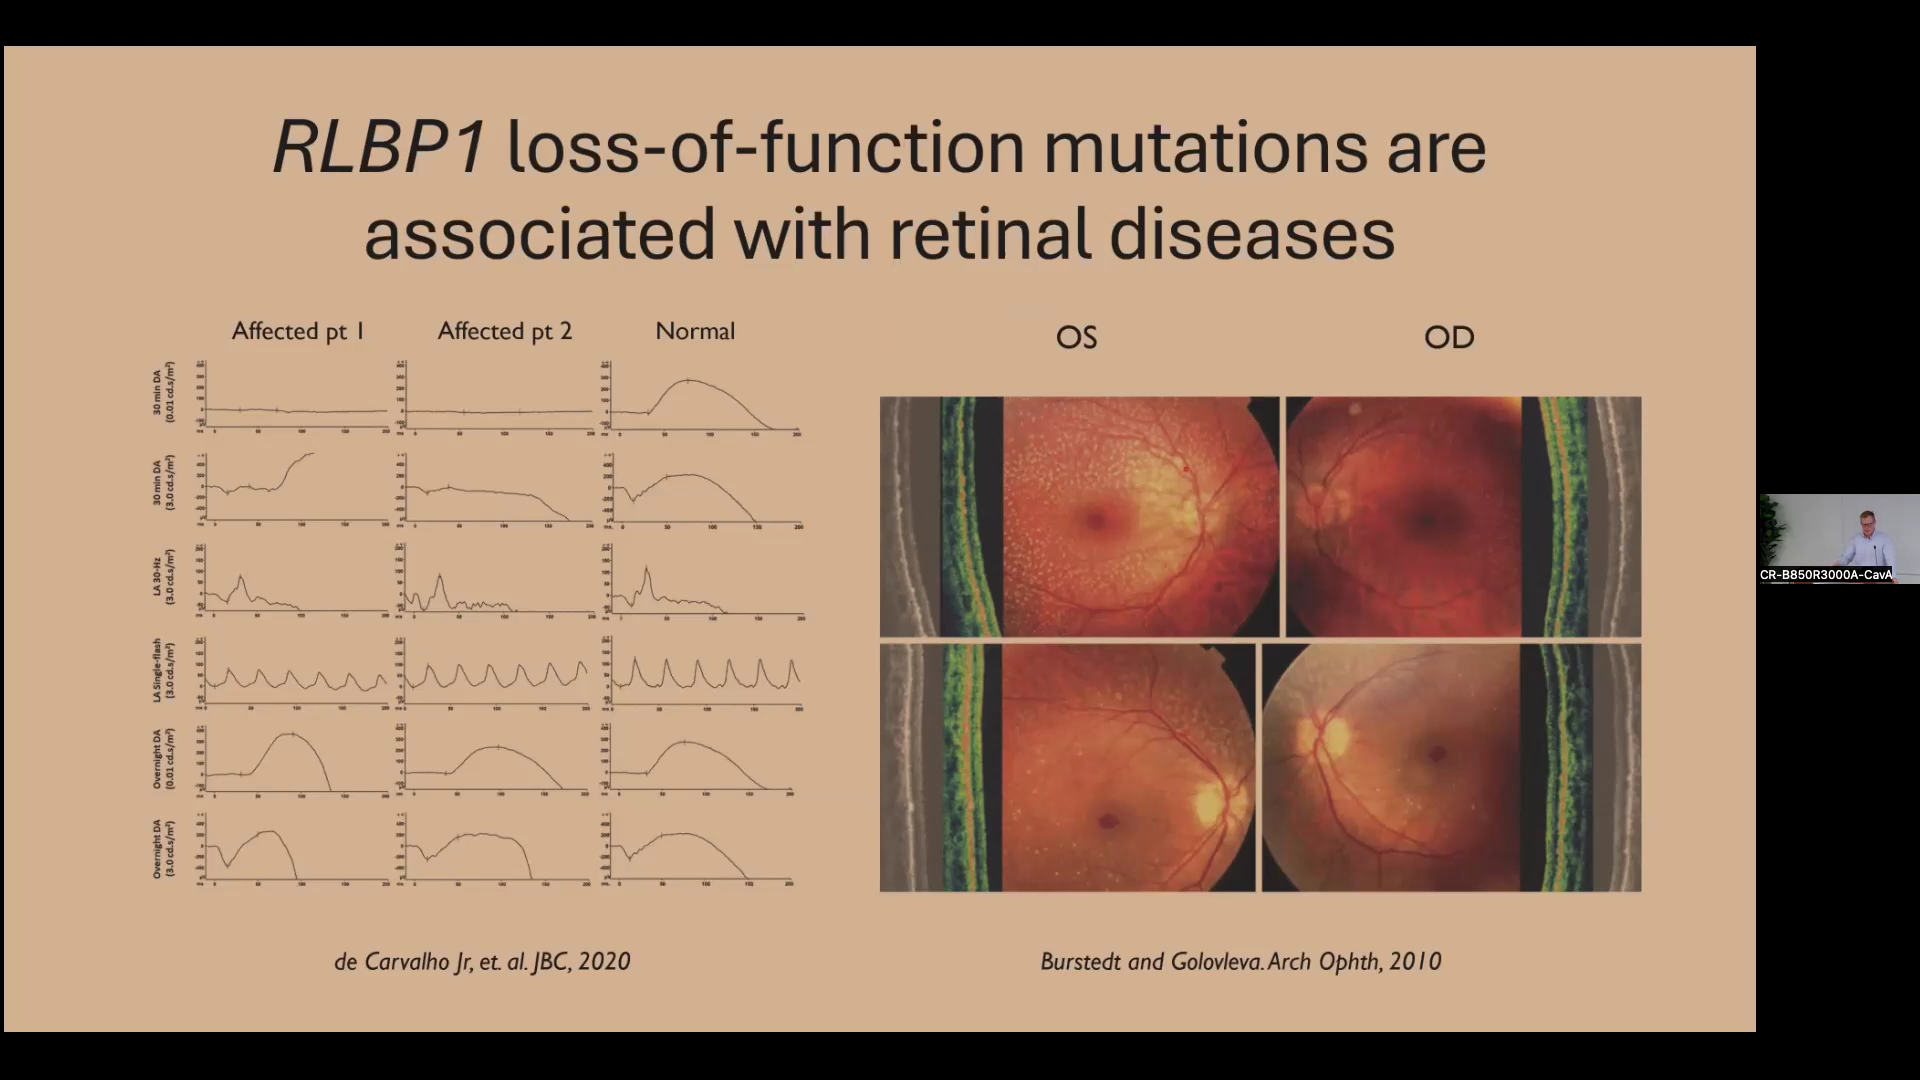 RLBP1 loss-of-function mutations are
associated with retinal diseases
Affected pt 1
Affected pt 2
Normal
OS
OD
30 min DA
(0.01 cd.s/m²)
30 min DA
(3.0 cd.s/m²)
LA 30-Hz
(3.0 cd.s/m²)
LA Single-flash
(3.0 cd.s/m²)
Overnight DA
(0.01 cd.s/m²)
Overnight DA
(3.0 cd.s/m²)
de Carvalho Jr, et. al. JBC, 2020
Burstedt and Golovleva. Arch Ophth, 2010
CR-B850R3000A-CavA